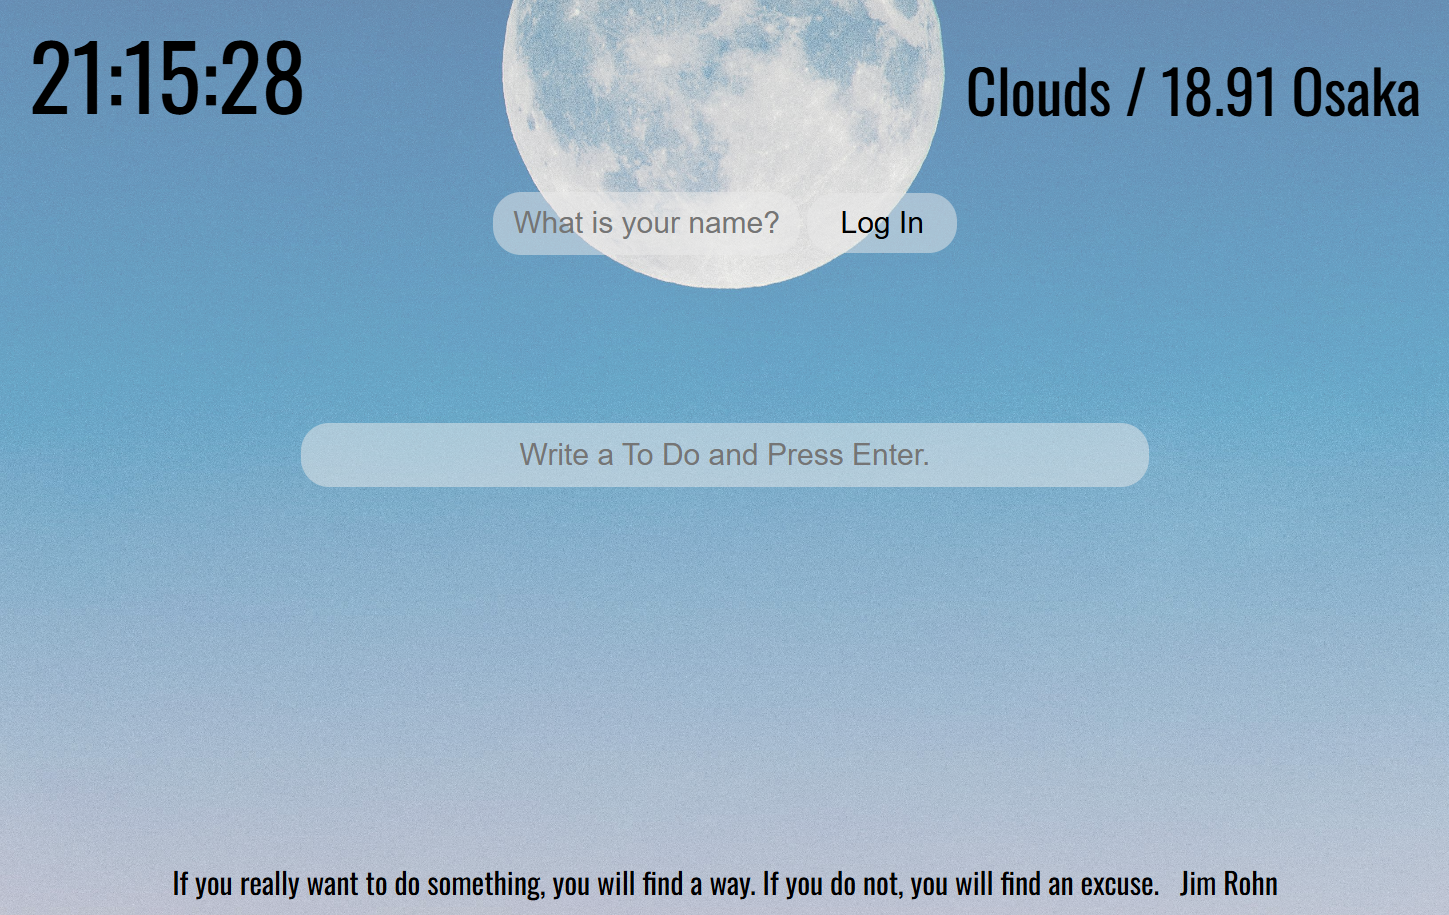 21:15:28
Clouds / 18.91 Osaka
What is your name?
Log In
Write a To Do and Press Enter.
If you really want to do something, you will find a way. If you do not, you will find an excuse. Jim Rohn